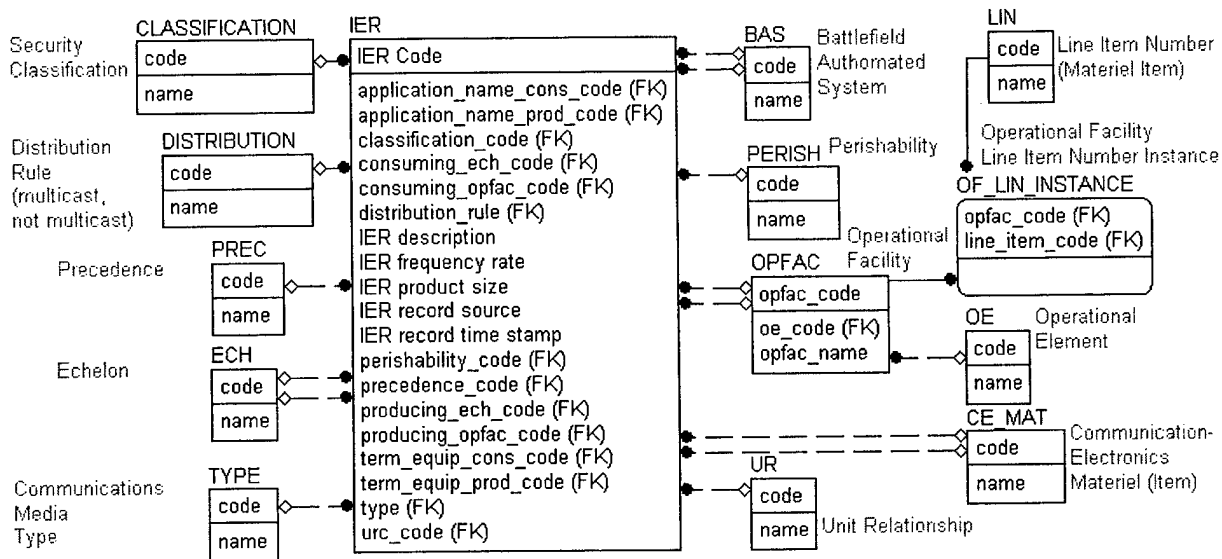 Security
Classification
CLASSIFICATION
code
name
Distribution
Rule
(multicast,
not multicast)
DISTRIBUTION
code
name
Precedence
PREC
code
name
Echelon
ECH
code
name
Communications
Media
Type
TYPE
code
name
IER
IER Code
application_name_cons_code (FK)
application_name_prod_code (FK)
classification_code (FK)
consuming_ech_code (FK)
consuming_opfac_code (FK)
distribution_rule (FK)
IER description
IER frequency rate
IER product size
IER record source
IER record time stamp
perishability_code (FK)
precedence_code (FK)
producing_ech_code (FK)
producing_opfac_code (FK)
term_equip_cons_code (FK)
term_equip_prod_code (FK)
type (FK)
urc_code (FK)
BAS
code
name
Battlefield
Authomated
System
PERISH
Perishability
code
name
Operational
Facility
OPFAC
opfac_code
oe_code (FK)
opfac_name
UR
code
name
Unit Relationship
LIN
code
name
Line Item Number
(Materiel Item)
Operational Facility
Line Item Number Instance
OF_LIN_INSTANCE
opfac_code (FK)
line_item_code (FK)
OE
code
name
Operational
Element
CE_MAT
code
name
Communication-
Electronics
Materiel (Item)